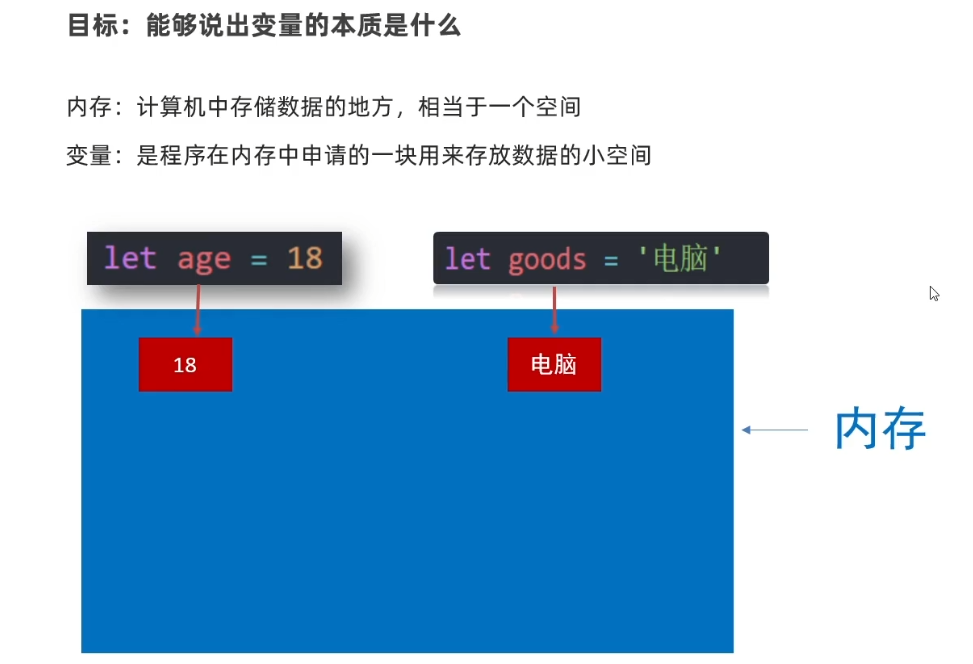 目标：能够说出变量的本质是什么
内存：计算机中存储数据的地方，相当于一个空间
变量：是程序在内存中申请的一块用来存放数据的小空间
let age = 18
let goods = '电脑'
18
电脑
内存